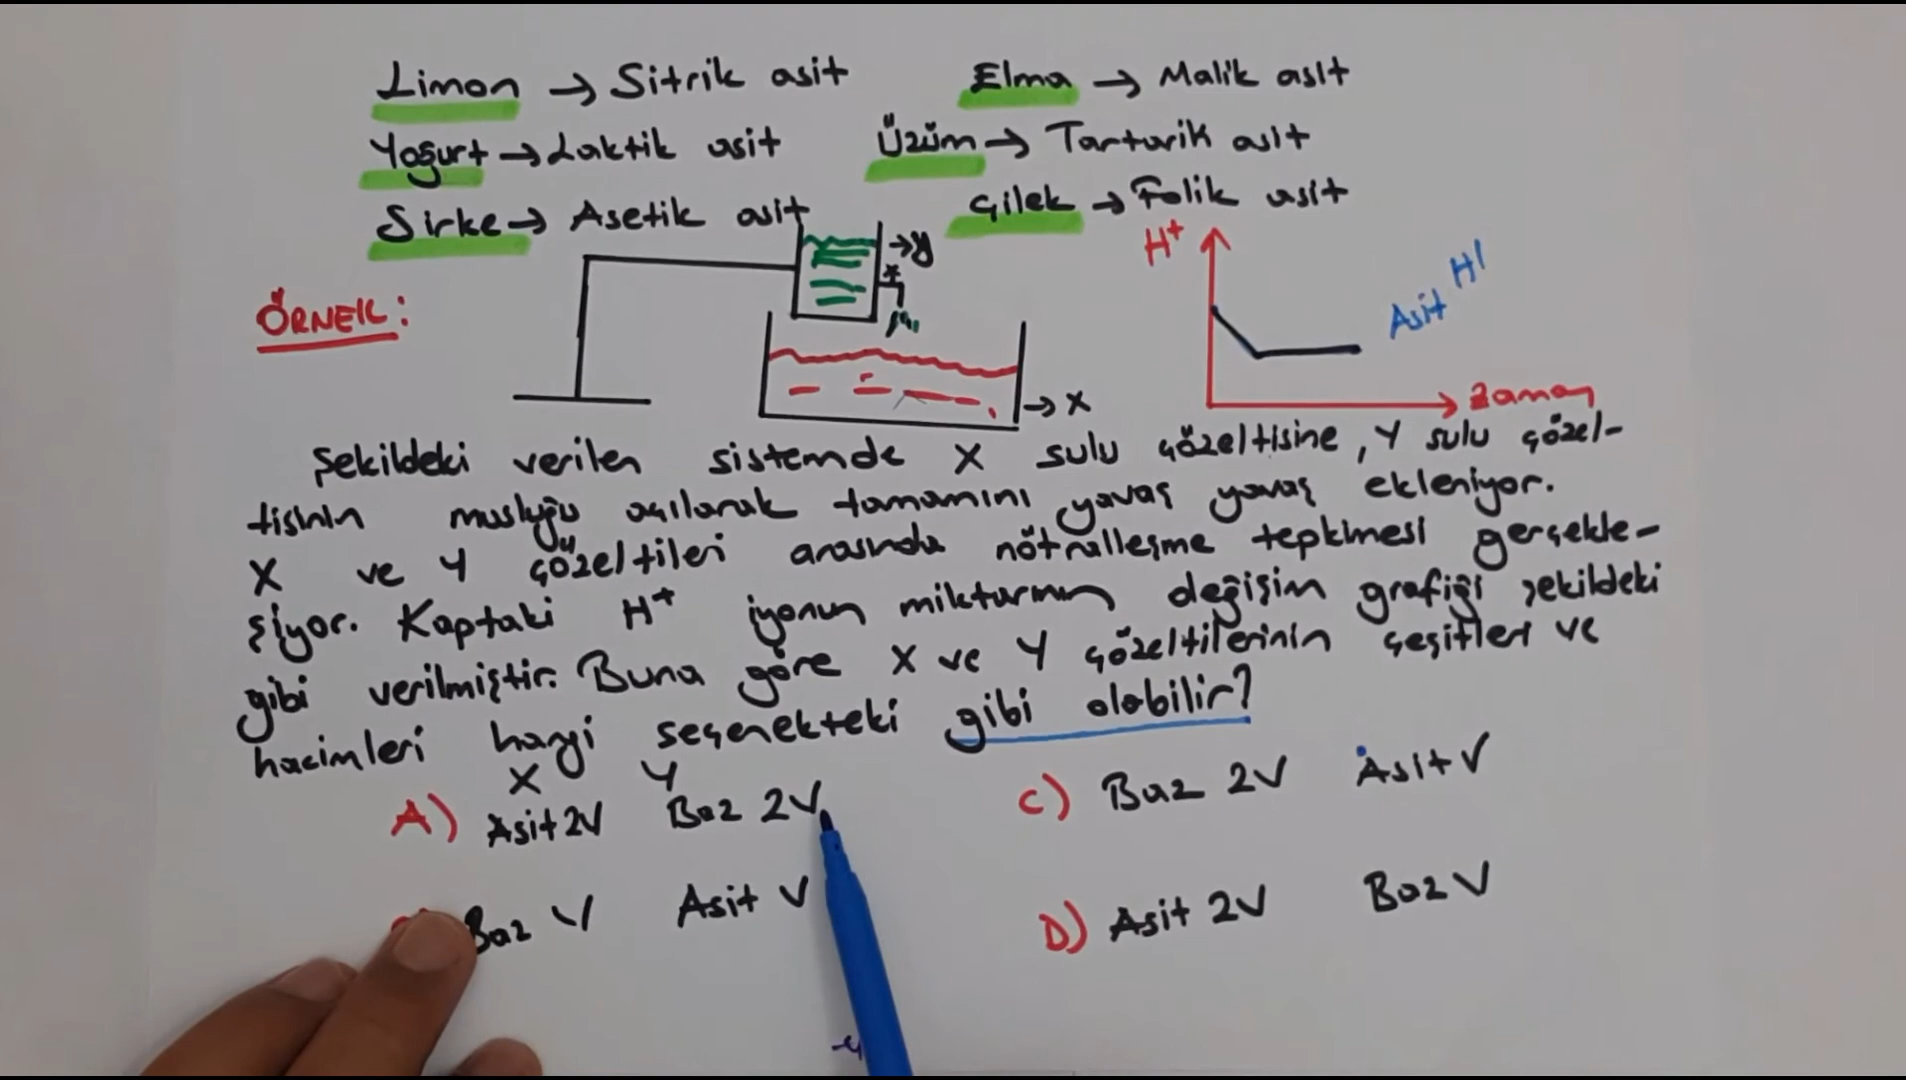 Limon → Sitrik asit Elma → Malik asit
Yoğurt → Laktik asit Üzüm → Tartarik asit
Sirke → Asetik asit Çilek → Folik asit
ÖRNEK:
y
X
H+
Asit H!
Zaman
Şekildeki verilen sistemde X sulu çözeltisine, Y sulu çözel-
tisinin musluğu açılarak tamamını yavaş yavaş ekleniyor.
X ve Y çözeltileri arasında nötralleşme tepkimesi gerçekle-
şiyor. Kaptaki H+ iyonun miktarının değişim grafiği şekildeki
gibi verilmiştir. Buna göre X ve Y çözeltilerinin çeşitleri ve
hacimleri hangi seçenekteki gibi olabilir?
X Y
A) Asit 2V Baz 2V
Baz V Asit V
C) Baz 2V Asit V
D) Asit 2V Baz V